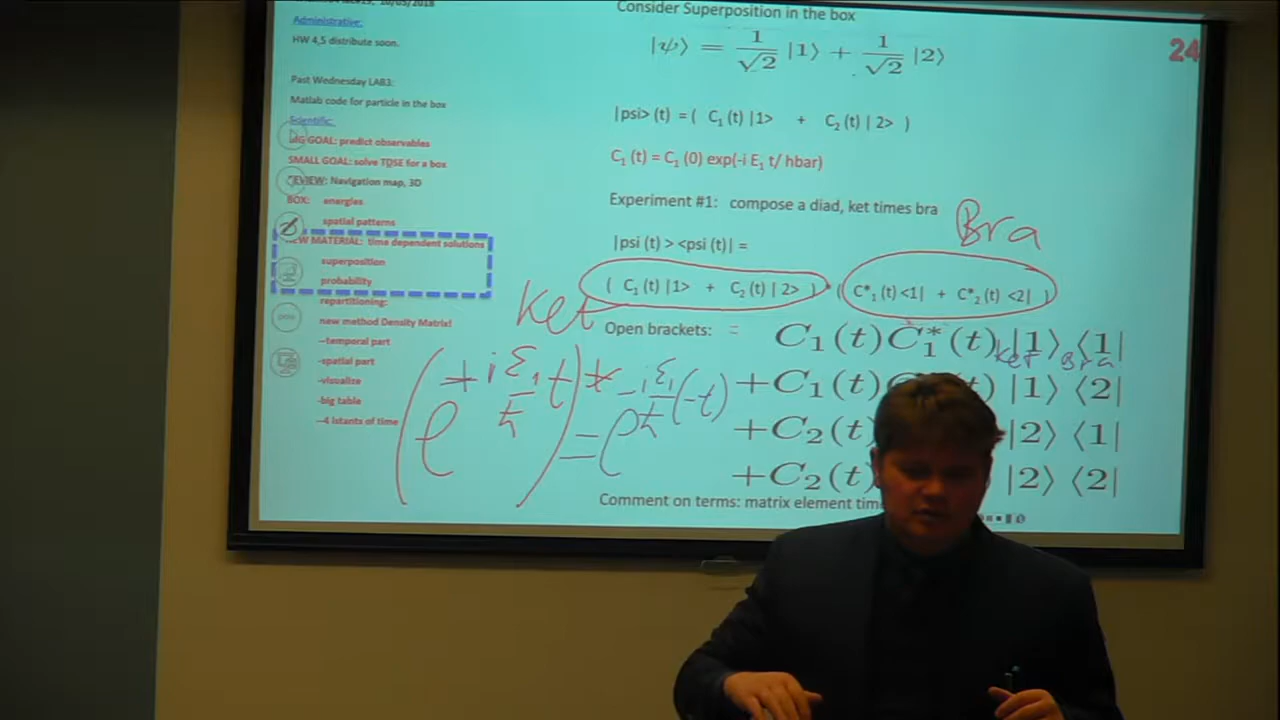 10/05/2018
Administrative:
HW 4,5 distribute soon.
Past Wednesday LAB3:
Matlab code for particle in the box
Scientific:
GOAL: predict observables
SMALL GOAL: solve TDSE for a box
REVIEW: Navigation map, 3D
BOX: energies
spatial patterns
NEW MATERIAL: time dependent solutions
superposition
probability
repartitioning:
new method Density Matrix!
--temporal part
-spatial part
-visualize
-big table
--4 istants of time
Consider Superposition in the box
24
|ψ⟩ = 1/√2 |1⟩ + 1/√2 |2⟩
|psi> (t) = ( C₁ (t) |1> + C₂ (t) | 2> )
C₁ (t) = C₁ (0) exp(-i E₁ t/ hbar)
Experiment #1: compose a diad, ket times bra
Bra
|psi (t) > <psi (t)| =
( C₁ (t) |1> + C₂ (t) | 2> ) ( C*₁ (t) <1| + C*₂ (t) <2| )
Ket
Open brackets: = C₁(t)C₁*(t) |1⟩ ⟨1|
Ket Bra
+C₁(t) |1⟩ ⟨2|
+C₂(t) |2⟩ ⟨1|
+C₂(t) |2⟩ ⟨2|
(e^{+i ε₁/ħ t})* = e^{-i ε₁/ħ (-t)}
Comment on terms: matrix element